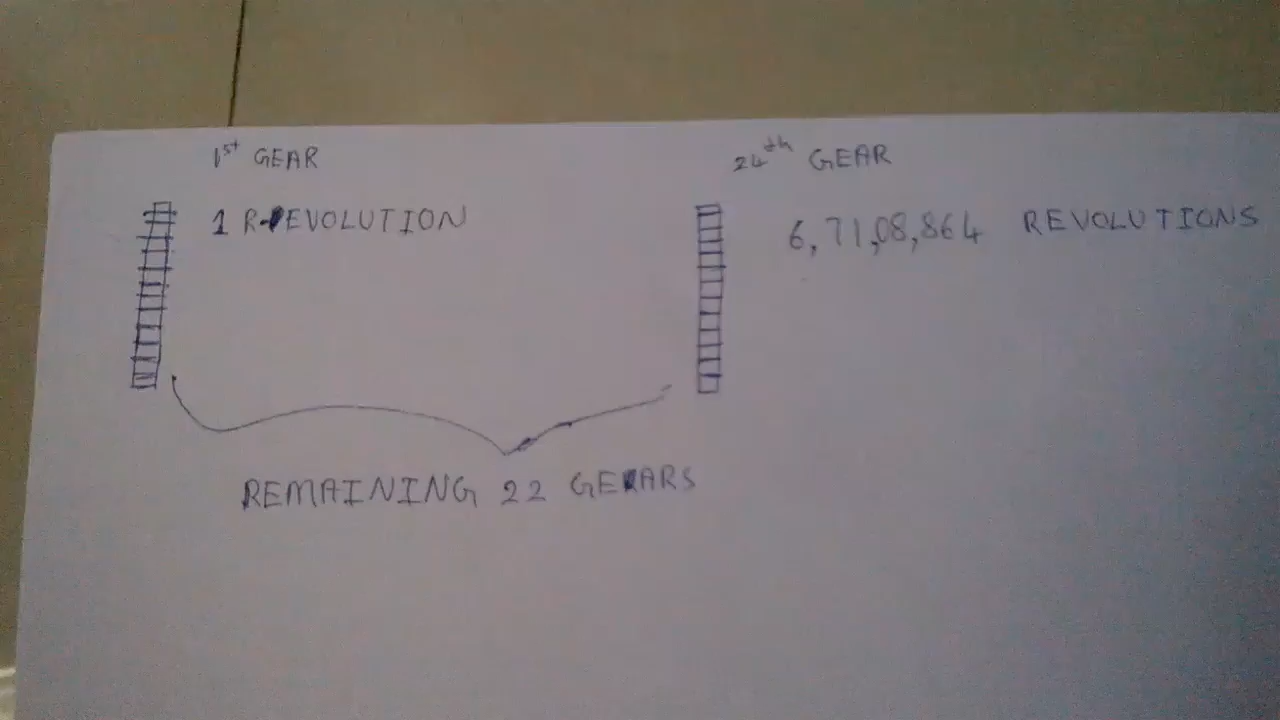 1st GEAR
24th GEAR
1 REVOLUTION
6,71,08,864 REVOLUTIONS
REMAINING 22 GEARS